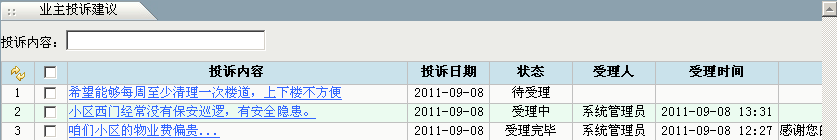 业主投诉建议
投诉内容:
投诉内容 投诉日期 状态 受理人 受理时间
1 希望能够每周至少清理一次楼道，上下楼不方便 2011-09-08 待受理
2 小区西门经常没有保安巡逻，有安全隐患。 2011-09-08 受理中 系统管理员 2011-09-08 13:31
3 咱们小区的物业费偏贵... 2011-09-08 受理完毕 系统管理员 2011-09-08 12:27 感谢您